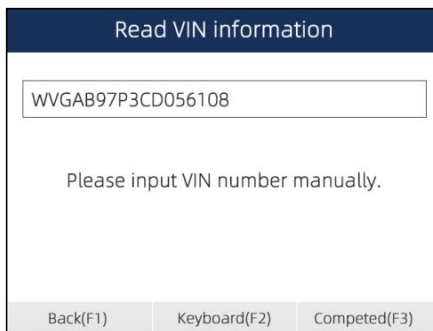 Read VIN information
WVGAB97P3CD056108
Please input VIN number manually.
Back(F1) Keyboard(F2) Competed(F3)